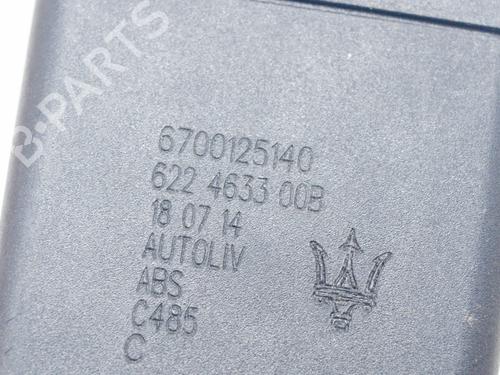 B-PARTS
6700125140
622 4633 00B
18 07 14
AUTOLIV
ABS
C485
C